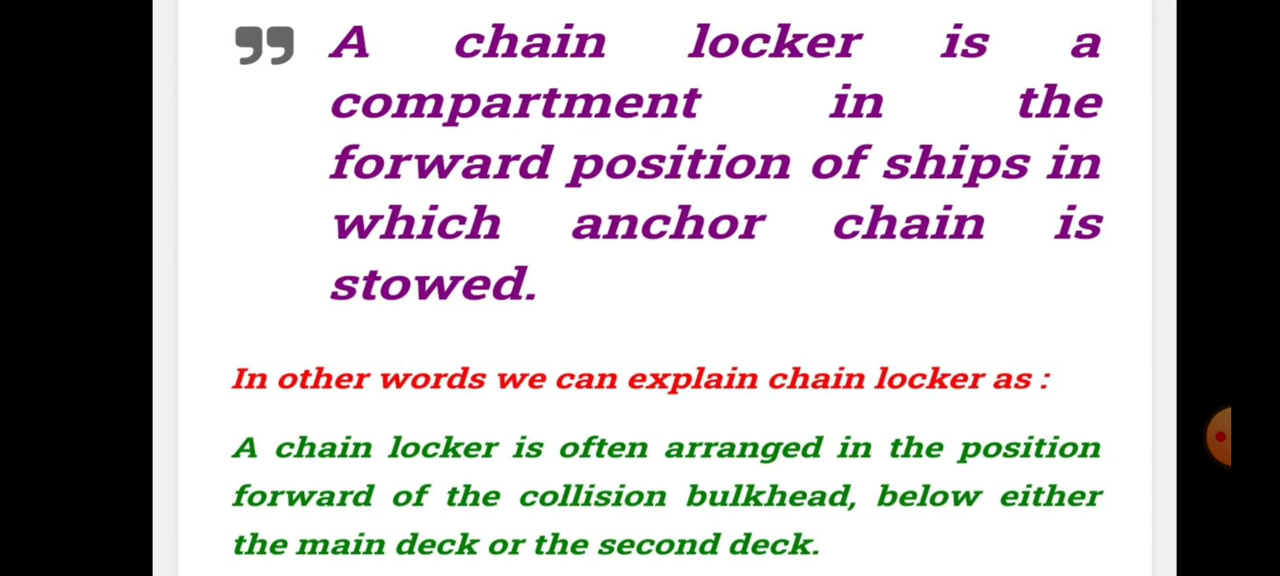 A chain locker is a
compartment in the
forward position of ships in
which anchor chain is
stowed.
In other words we can explain chain locker as :
A chain locker is often arranged in the position
forward of the collision bulkhead, below either
the main deck or the second deck.